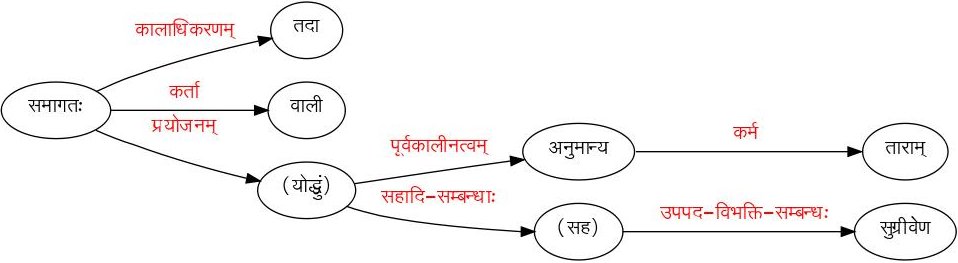 कालाधिकरणम्
तदा
समागतः
कर्ता
वाली
प्रयोजनम्
(योद्धुं)
पूर्वकालीनत्वम्
अनुमान्य
कर्म
ताराम्
सहादि-सम्बन्धाः
(सह)
उपपद-विभक्ति-सम्बन्धः
सुग्रीवेण